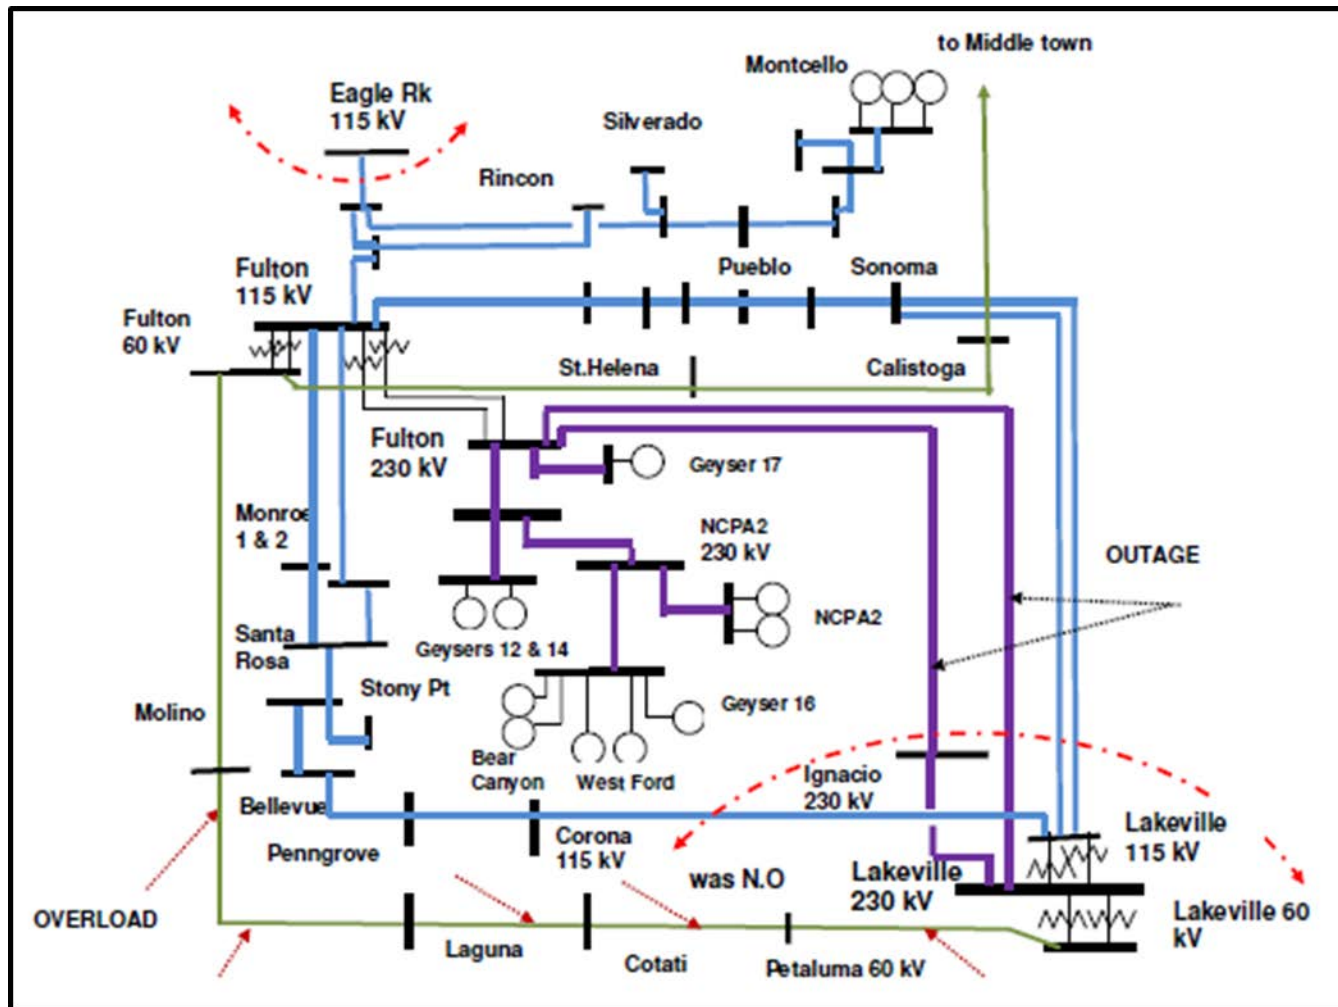 to Middle town
Montcello
Eagle Rk
115 kV
Silverado
Rincon
Fulton
115 kV
Pueblo
Sonoma
Fulton
60 kV
St.Helena
Calistoga
Fulton
230 kV
Geyser 17
Monroe
1 & 2
NCPA2
230 kV
OUTAGE
NCPA2
Santa
Rosa
Geysers 12 & 14
Stony Pt
Geyser 16
Molino
Bear
Canyon
West Ford
Ignacio
230 kV
Bellevue
Penngrove
Corona
115 kV
Lakeville
115 kV
was N.O
Lakeville
230 kV
OVERLOAD
Lakeville 60
kV
Laguna
Cotati
Petaluma 60 kV